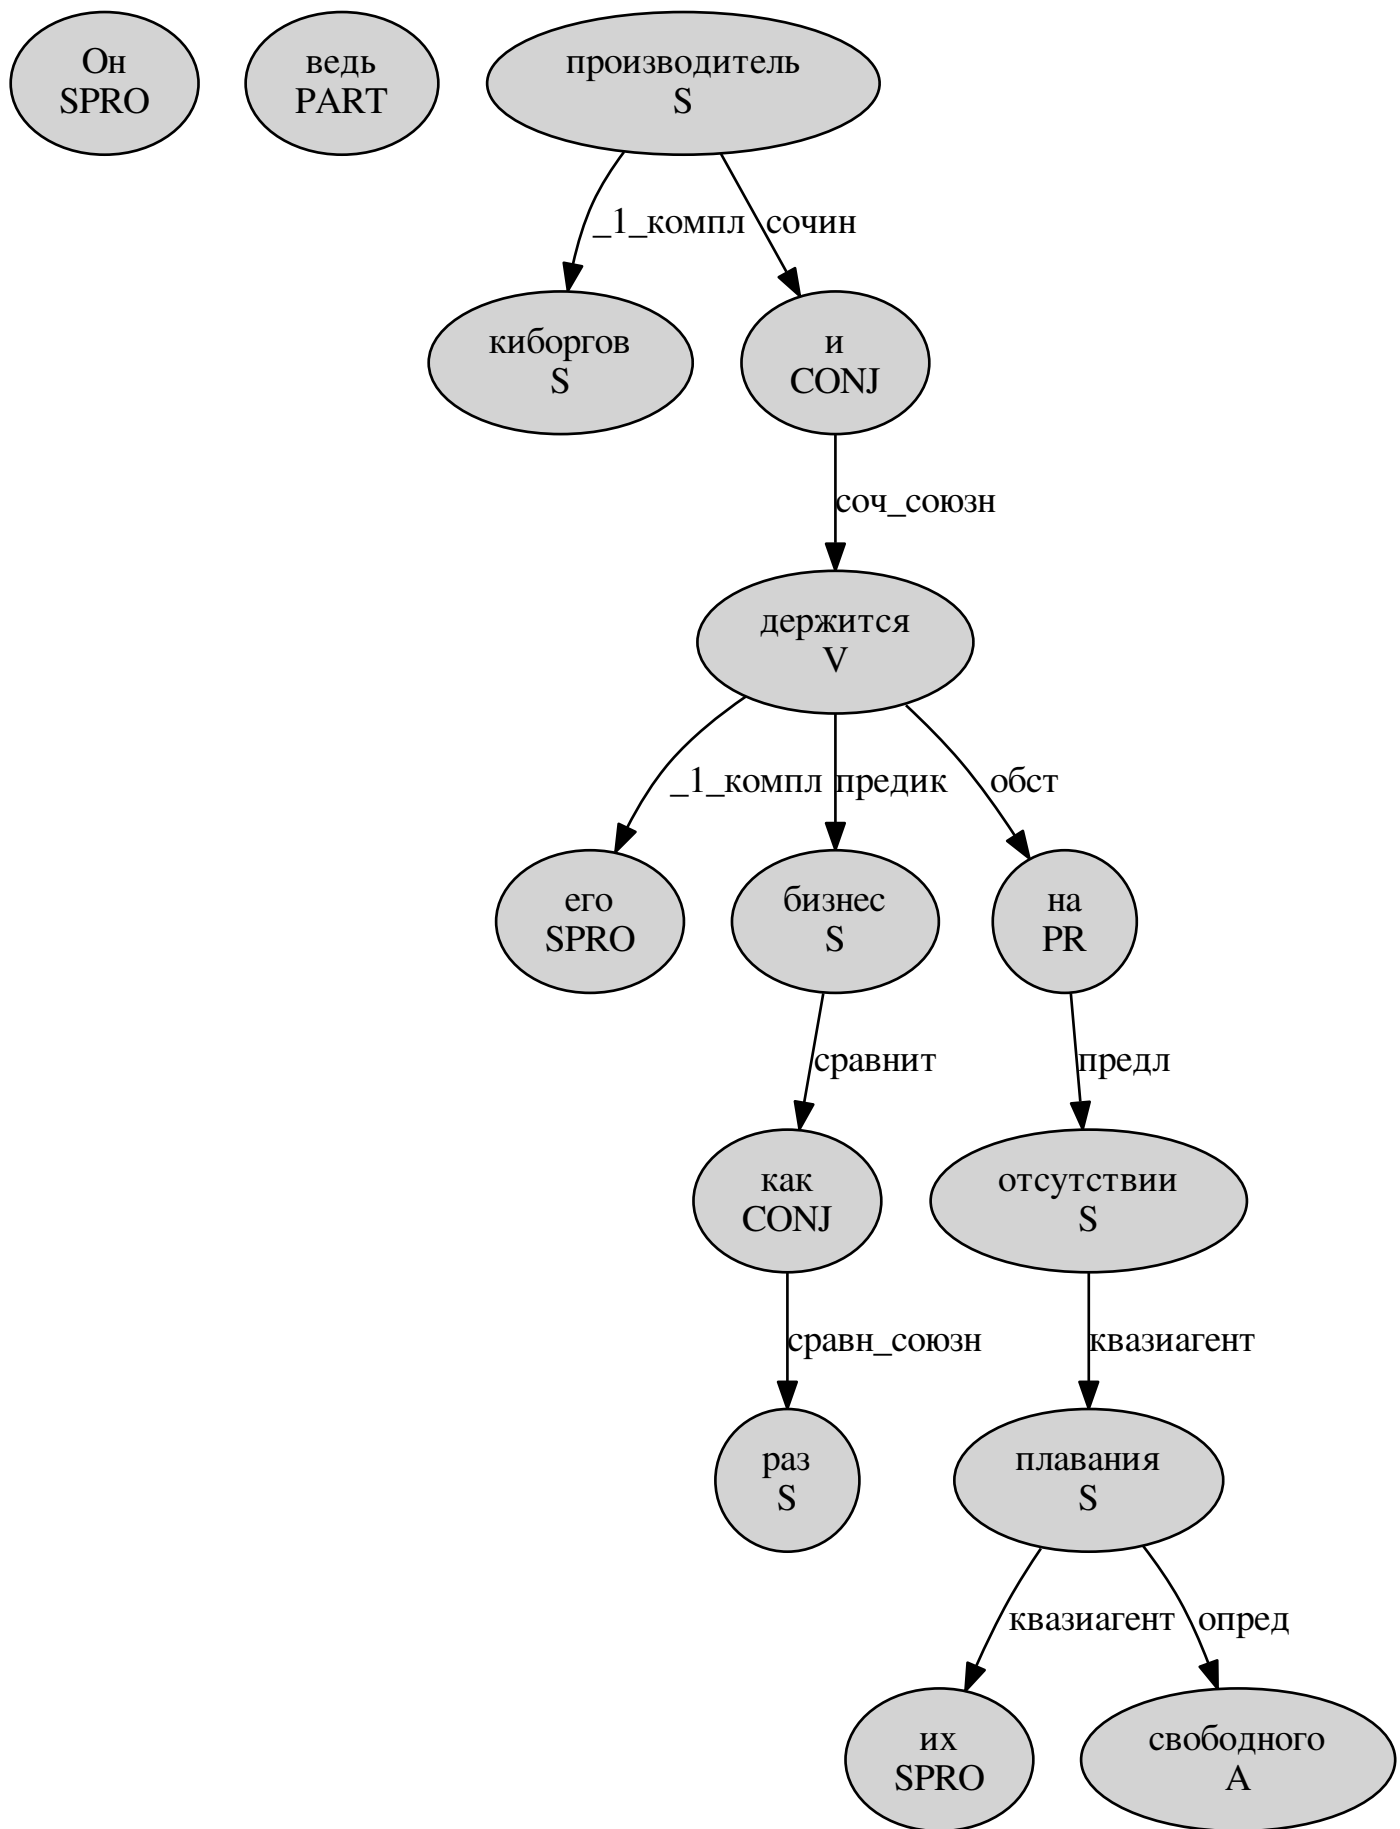 Он
SPRO
ведь
PART
производитель
S
_1_компл
сочин
киборгов
S
и
CONJ
соч_союзн
держится
V
_1_компл
предик
обст
его
SPRO
бизнес
S
на
PR
сравнит
предл
как
CONJ
отсутствии
S
сравн_союзн
квазиагент
раз
S
плавания
S
квазиагент
опред
их
SPRO
свободного
A